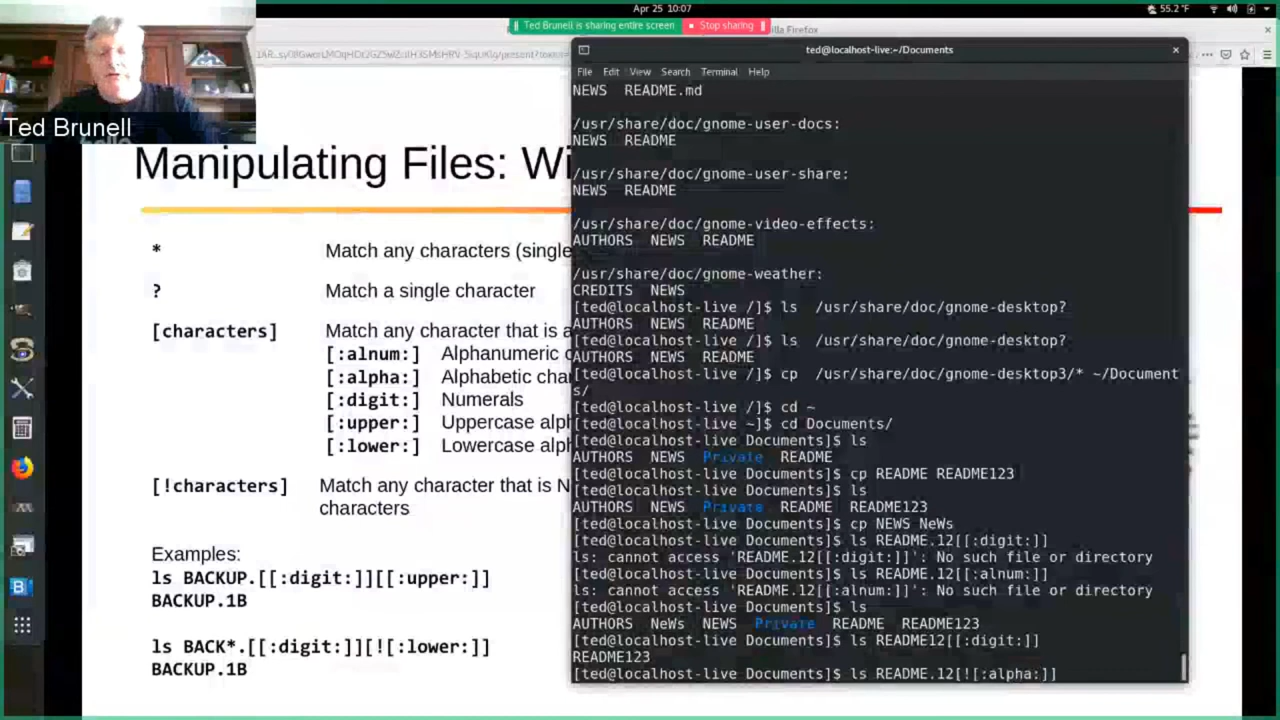 Apr 25 10:07
55.2 °F
Ted Brunell is sharing entire screen
Stop sharing
Ted Brunell
Manipulating Files: Wi
* Match any characters (single
? Match a single character
[characters] Match any character that is a
[:alnum:] Alphanumeric
[:alpha:] Alphabetic cha
[:digit:] Numerals
[:upper:] Uppercase alp
[:lower:] Lowercase alph
[!characters] Match any character that is N
characters
Examples:
ls BACKUP.[[:digit:]][[:upper:]]
BACKUP.1B
ls BACK*.[[:digit:]][![:lower:]]
BACKUP.1B
ted@localhost-live:~/Documents
File Edit View Search Terminal Help
NEWS README.md
/usr/share/doc/gnome-user-docs:
NEWS README
/usr/share/doc/gnome-user-share:
NEWS README
/usr/share/doc/gnome-video-effects:
AUTHORS NEWS README
/usr/share/doc/gnome-weather:
CREDITS NEWS
[ted@localhost-live /]$ ls /usr/share/doc/gnome-desktop?
AUTHORS NEWS README
[ted@localhost-live /]$ ls /usr/share/doc/gnome-desktop?
AUTHORS NEWS README
[ted@localhost-live /]$ cp /usr/share/doc/gnome-desktop3/* ~/Document
s/
[ted@localhost-live /]$ cd ~
[ted@localhost-live ~]$ cd Documents/
[ted@localhost-live Documents]$ ls
AUTHORS NEWS Private README
[ted@localhost-live Documents]$ cp README README123
[ted@localhost-live Documents]$ ls
AUTHORS NEWS Private README README123
[ted@localhost-live Documents]$ cp NEWS NeWs
[ted@localhost-live Documents]$ ls README.12[[:digit:]]
ls: cannot access 'README.12[[:digit:]]': No such file or directory
[ted@localhost-live Documents]$ ls README.12[[:alnum:]]
ls: cannot access 'README.12[[:alnum:]]': No such file or directory
[ted@localhost-live Documents]$ ls
AUTHORS NeWs NEWS Private README README123
[ted@localhost-live Documents]$ ls README12[[:digit:]]
README123
[ted@localhost-live Documents]$ ls README.12[![:alpha:]]